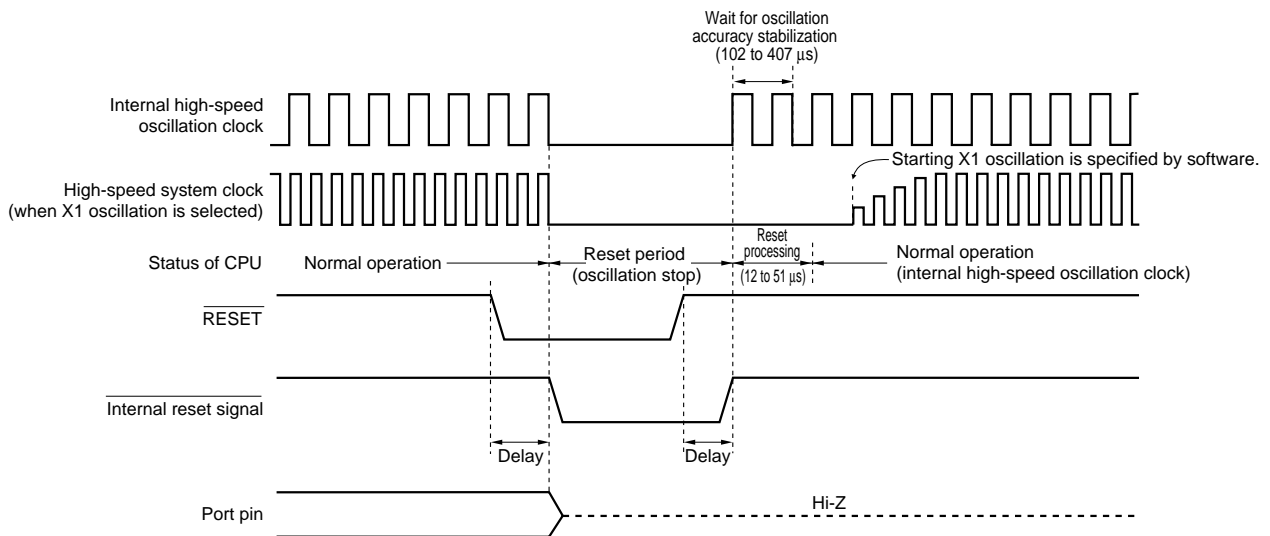 Wait for oscillation
accuracy stabilization
(102 to 407 μs)
Internal high-speed
oscillation clock
Starting X1 oscillation is specified by software.
High-speed system clock
(when X1 oscillation is selected)
Status of CPU
Normal operation
Reset period
(oscillation stop)
Reset
processing
(12 to 51 μs)
Normal operation
(internal high-speed oscillation clock)
RESET
Internal reset signal
Delay
Delay
Port pin
Hi-Z